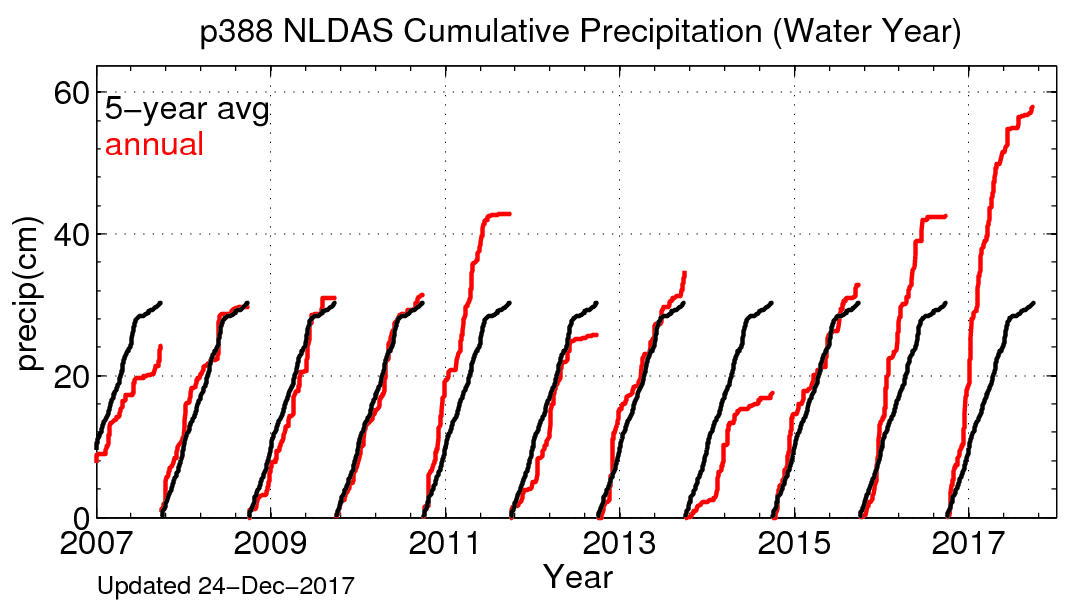 p388 NLDAS Cumulative Precipitation (Water Year)
60
5−year avg
annual
40
precip(cm)
20
0
2007 2009 2011 2013 2015 2017
Year
Updated 24−Dec−2017